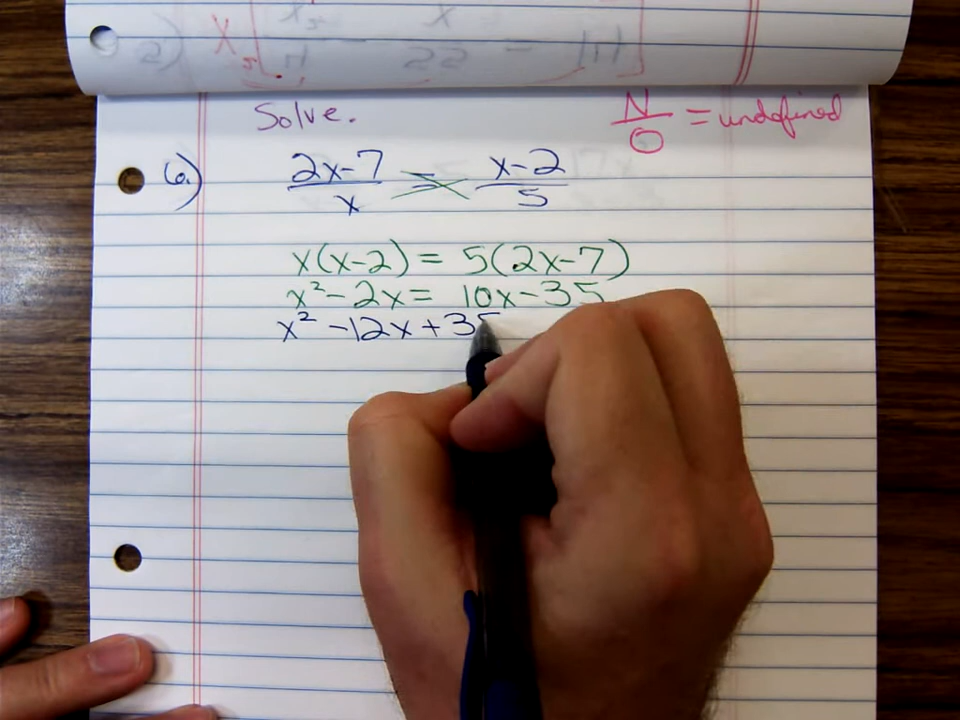 Solve.
N/0 = undefined
6.) (2x-7)/x = (x-2)/5
x(x-2) = 5(2x-7)
x² - 2x = 10x - 35
x² - 12x + 35